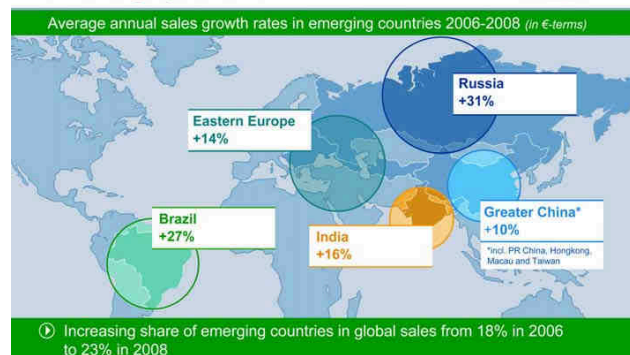 Average annual sales growth rates in emerging countries 2006-2008 (in €-terms)
Russia
+31%
Eastern Europe
+14%
Brazil
+27%
India
+16%
Greater China*
+10%
*incl. PR China, Hongkong,
Macau and Taiwan
Increasing share of emerging countries in global sales from 18% in 2006
to 23% in 2008